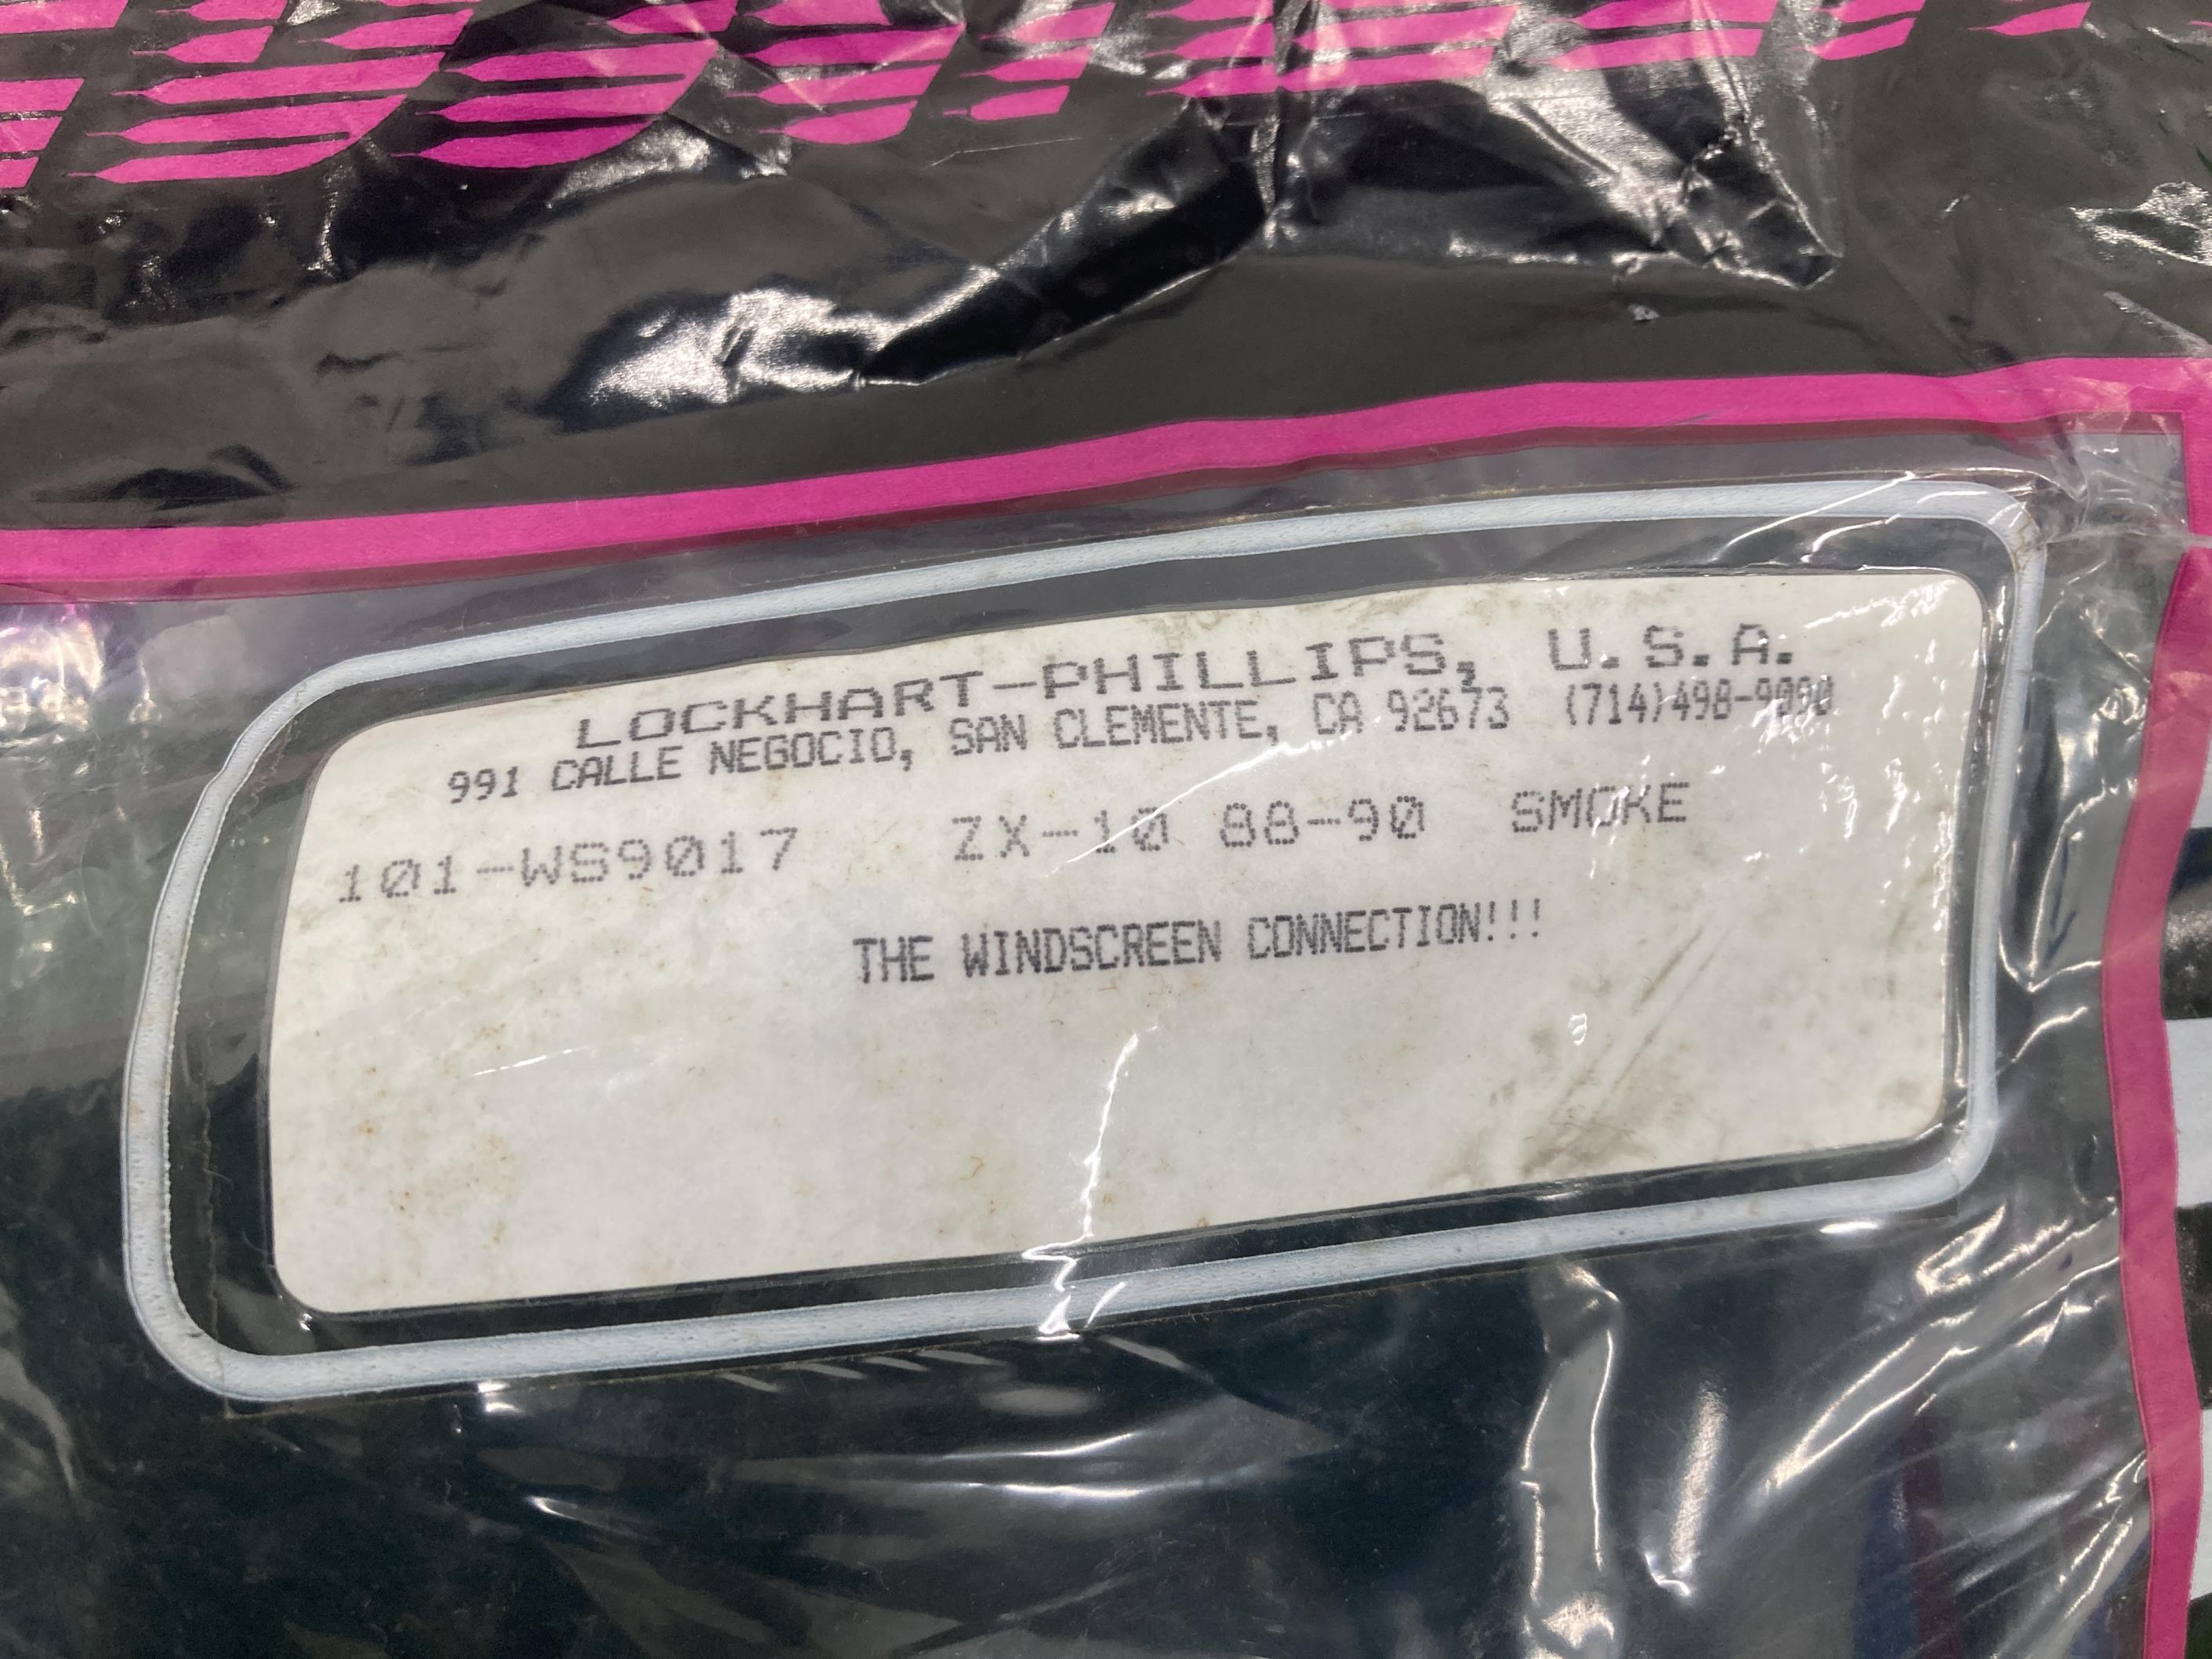 LOCKHART-PHILLIPS, U.S.A.
991 CALLE NEGOCIO, SAN CLEMENTE, CA 92673 (714)498-9090
101-WS9017 ZX-10 88-90 SMOKE
THE WINDSCREEN CONNECTION!!!